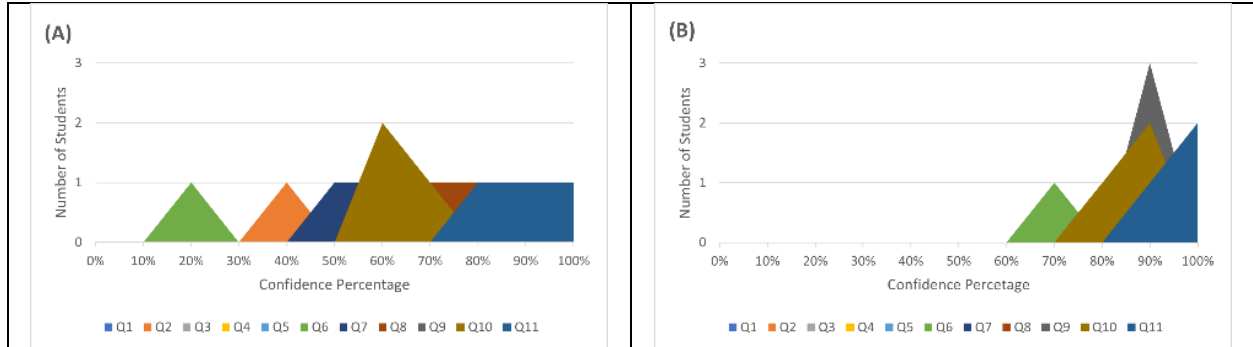 (A)
3
2
1
0
Number of Students
0% 10% 20% 30% 40% 50% 60% 70% 80% 90% 100%
Confidence Percentage
Q1 Q2 Q3 Q4 Q5 Q6 Q7 Q8 Q9 Q10 Q11
(B)
3
2
1
0
Number of Students
0% 10% 20% 30% 40% 50% 60% 70% 80% 90% 100%
Confidence Percetage
Q1 Q2 Q3 Q4 Q5 Q6 Q7 Q8 Q9 Q10 Q11